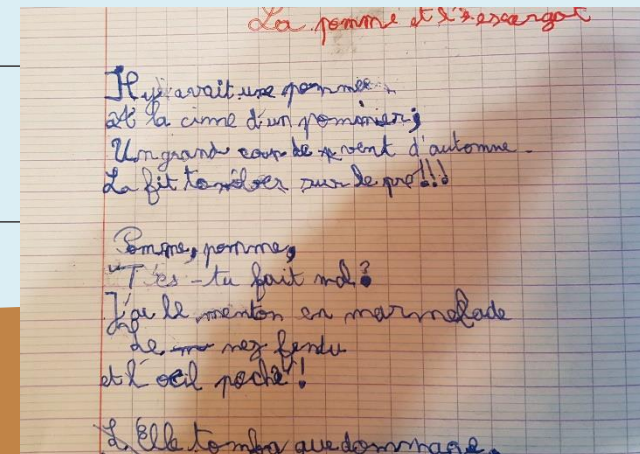 La pomme et l'escargot
Il y avait une pomme
At la cime d'un pommier;
Un grand coup de vent d'automne.
La fit tomber sur le pré!!!
Pomme, pomme,
"T'es-tu fait mal?
J'ai le menton en marmelade
Le nez fendu
et l'oeil poché"!
Elle tomba quedommage,